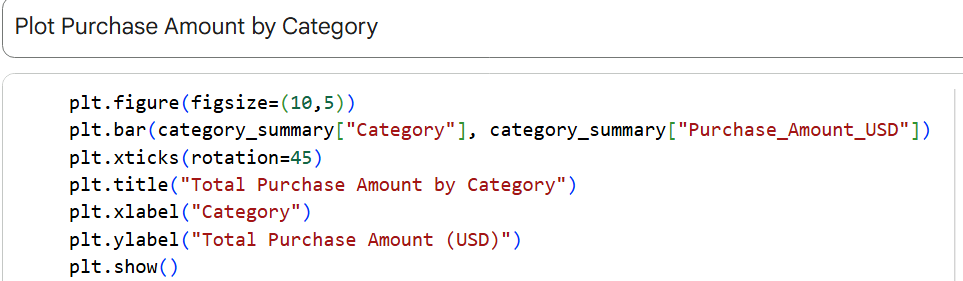 Plot Purchase Amount by Category
plt.figure(figsize=(10,5))
plt.bar(category_summary["Category"], category_summary["Purchase_Amount_USD"])
plt.xticks(rotation=45)
plt.title("Total Purchase Amount by Category")
plt.xlabel("Category")
plt.ylabel("Total Purchase Amount (USD)")
plt.show()